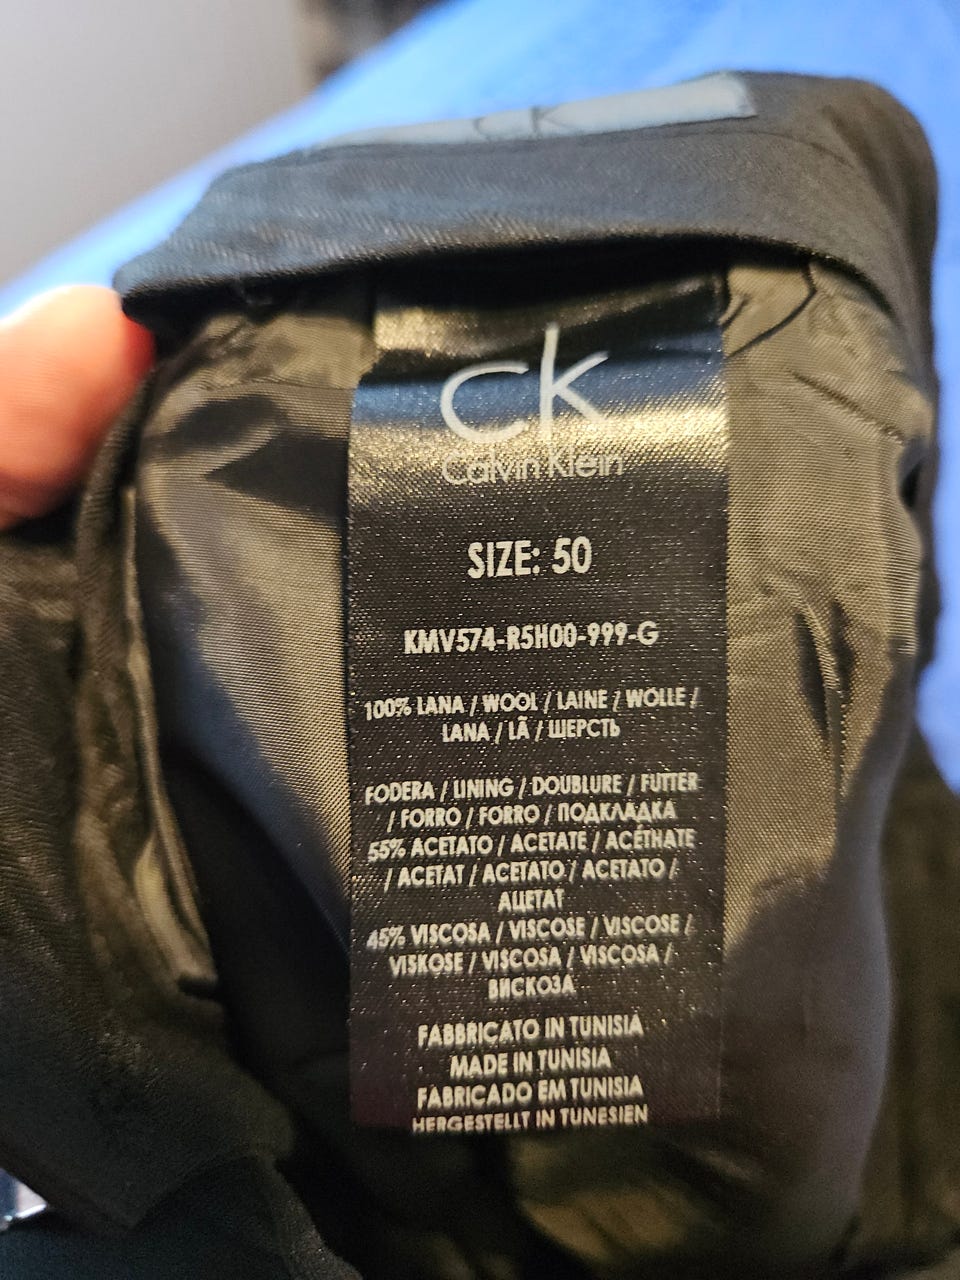 CK
CK
Calvin Klein
SIZE: 50
KMV574-R5H00-999-G
100% LANA / WOOL / LAINE / WOLLE /
LANA / LÃ / ШЕРСТЬ
FODERA / LINING / DOUBLURE / FUTTER
/ FORRO / FORRO / ПОДКЛАДКА
55% ACETATO / ACETATE / ACÉTHATE
/ ACETAT / ACETATO / ACETATO /
АЦЕТАТ
45% VISCOSA / VISCOSE / VISCOSE /
VISKOSE / VISCOSA / VISCOSA /
ВИСКОЗА
FABBRICATO IN TUNISIA
MADE IN TUNISIA
FABRICADO EM TUNISIA
HERGESTELLT IN TUNESIEN